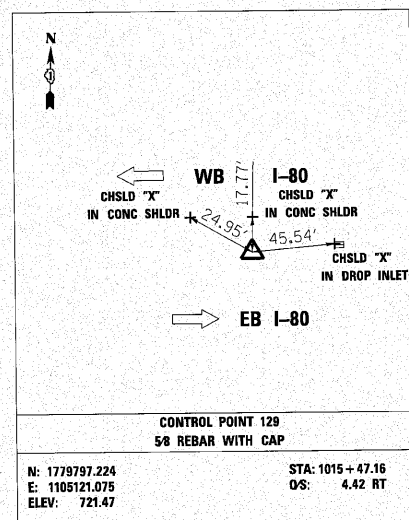 N
WB I-80
17.77'
CHSLD "X"
IN CONC SHLDR
CHSLD "X"
IN CONC SHLDR
24.95'
45.54'
CHSLD "X"
IN DROP INLET
EB I-80
CONTROL POINT 129
5/8 REBAR WITH CAP
N: 1779797.224
E: 1105121.075
ELEV: 721.47
STA: 1015+47.16
O/S: 4.42 RT